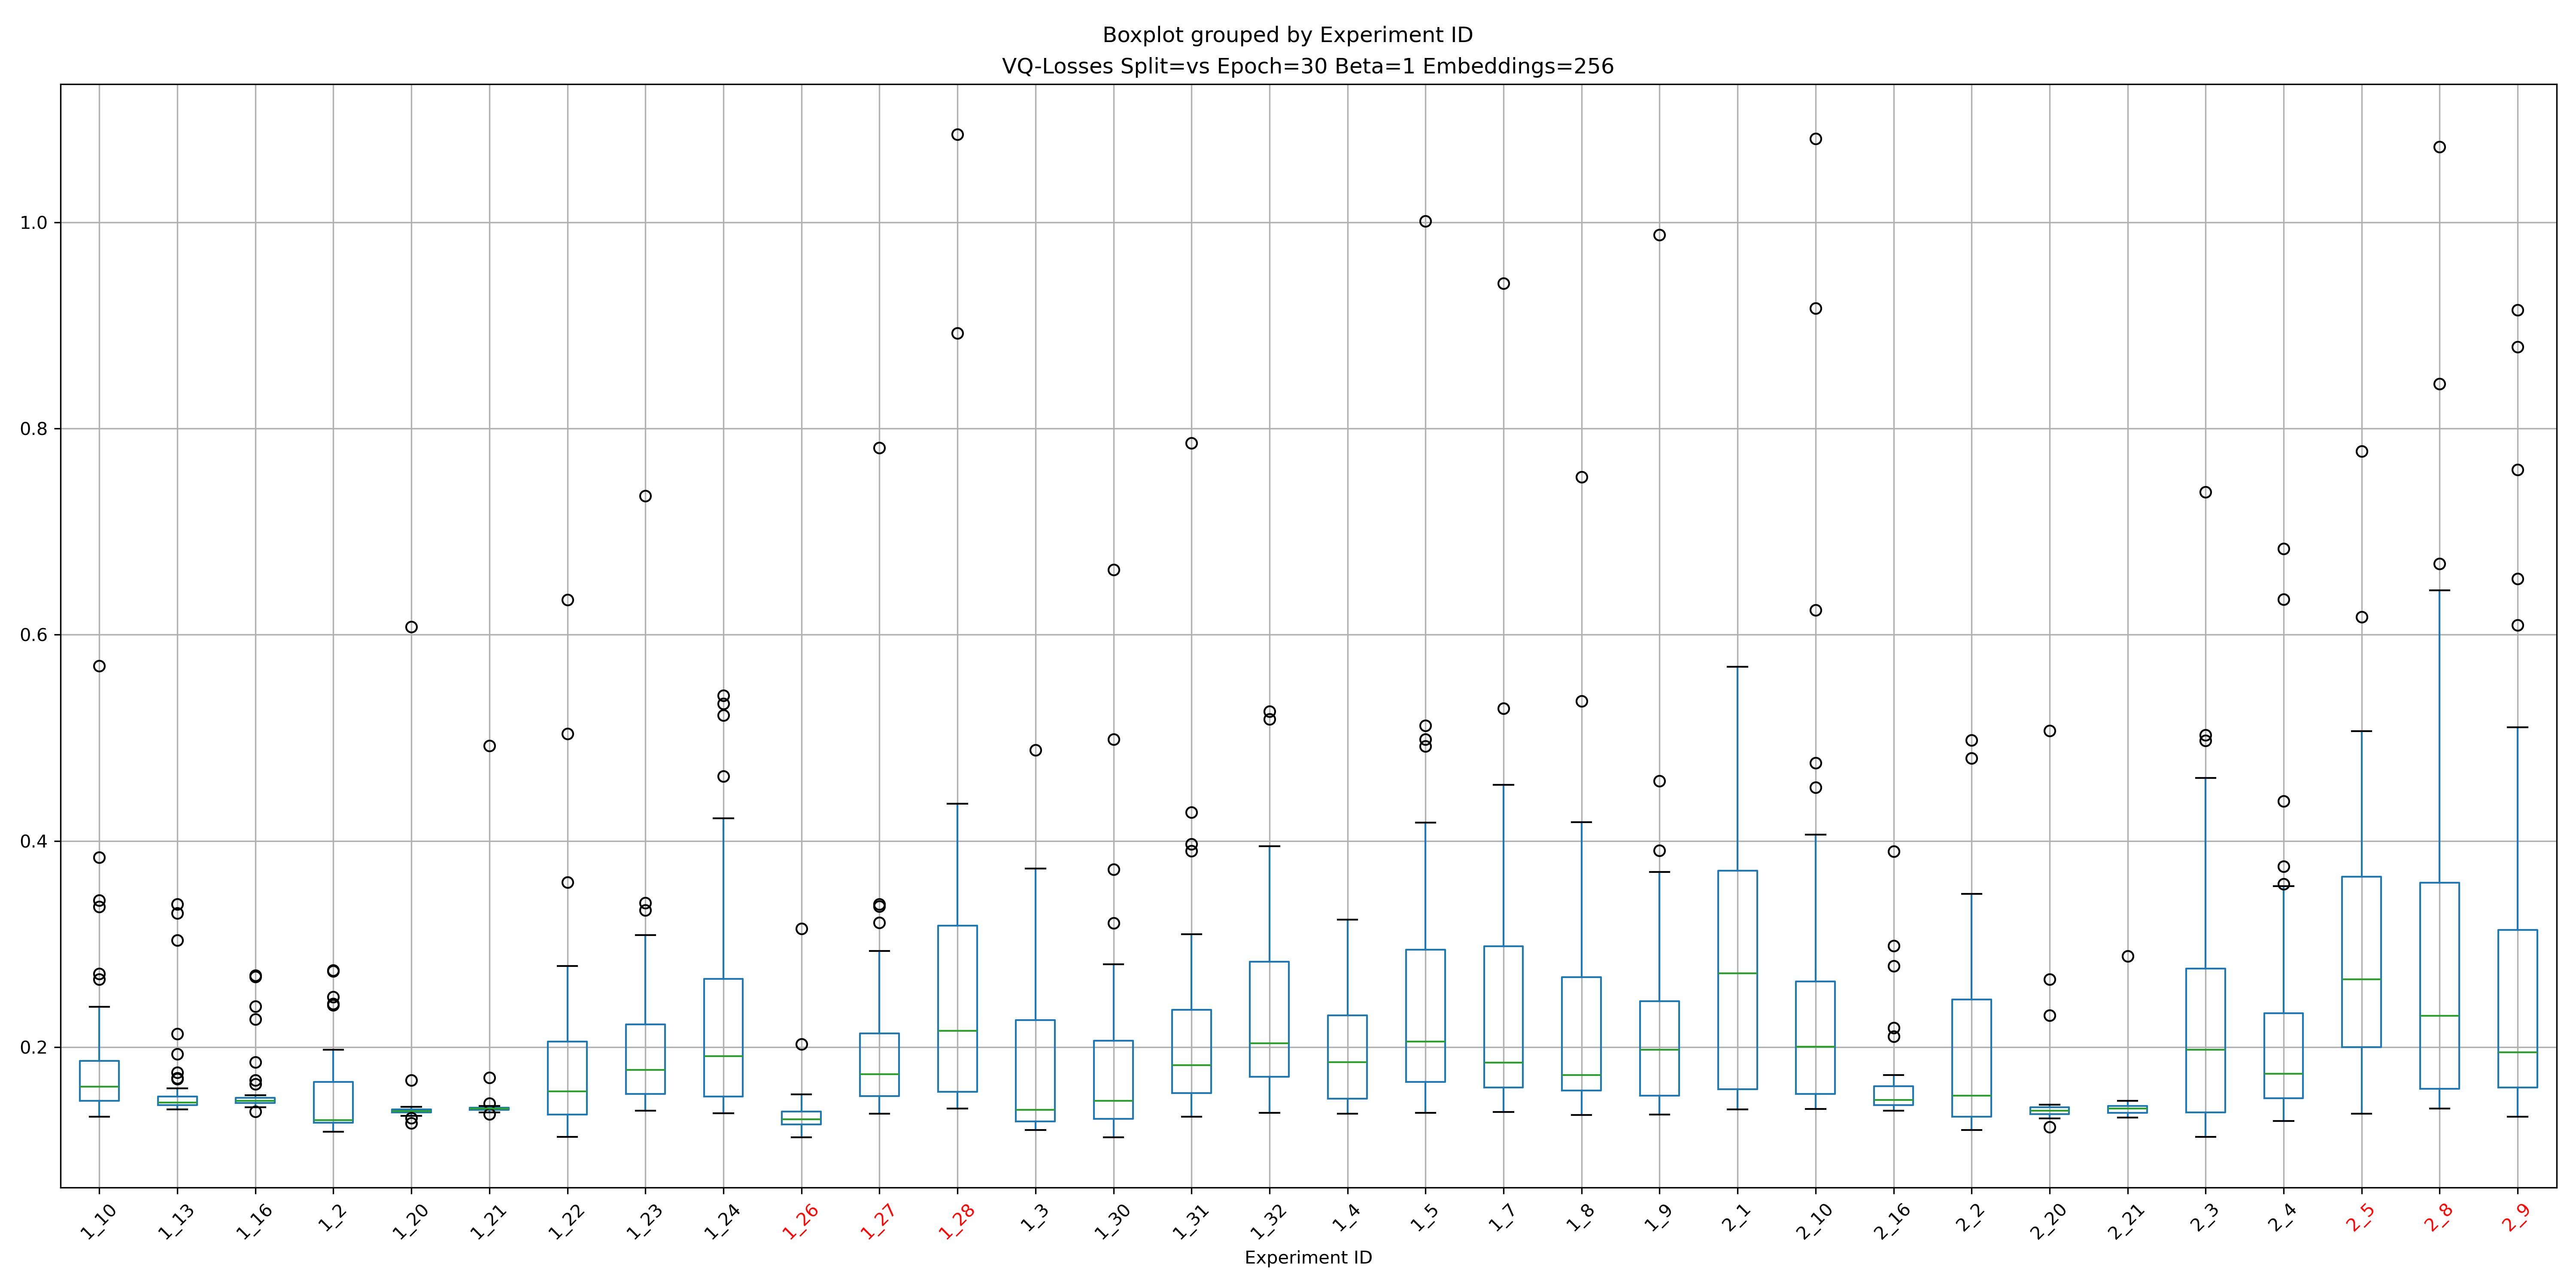 Boxplot grouped by Experiment ID
VQ-Losses Split=vs Epoch=30 Beta=1 Embeddings=256
1.0
0.8
0.6
0.4
0.2
1_10 1_13 1_16 1_2 1_20 1_21 1_22 1_23 1_24 1_26 1_27 1_28 1_3 1_30 1_31 1_32 1_4 1_5 1_7 1_8 1_9 2_1 2_10 2_16 2_2 2_20 2_21 2_3 2_4 2_5 2_8 2_9
Experiment ID